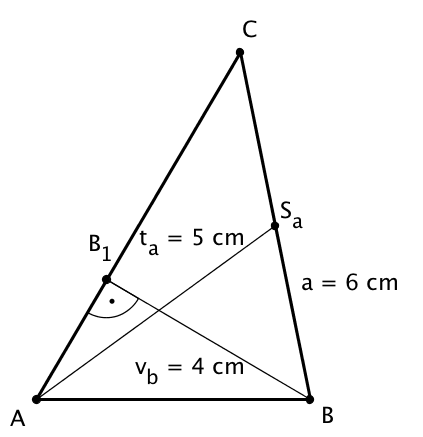 C
S_a
t_a = 5 cm
B_1
a = 6 cm
v_b = 4 cm
A
B